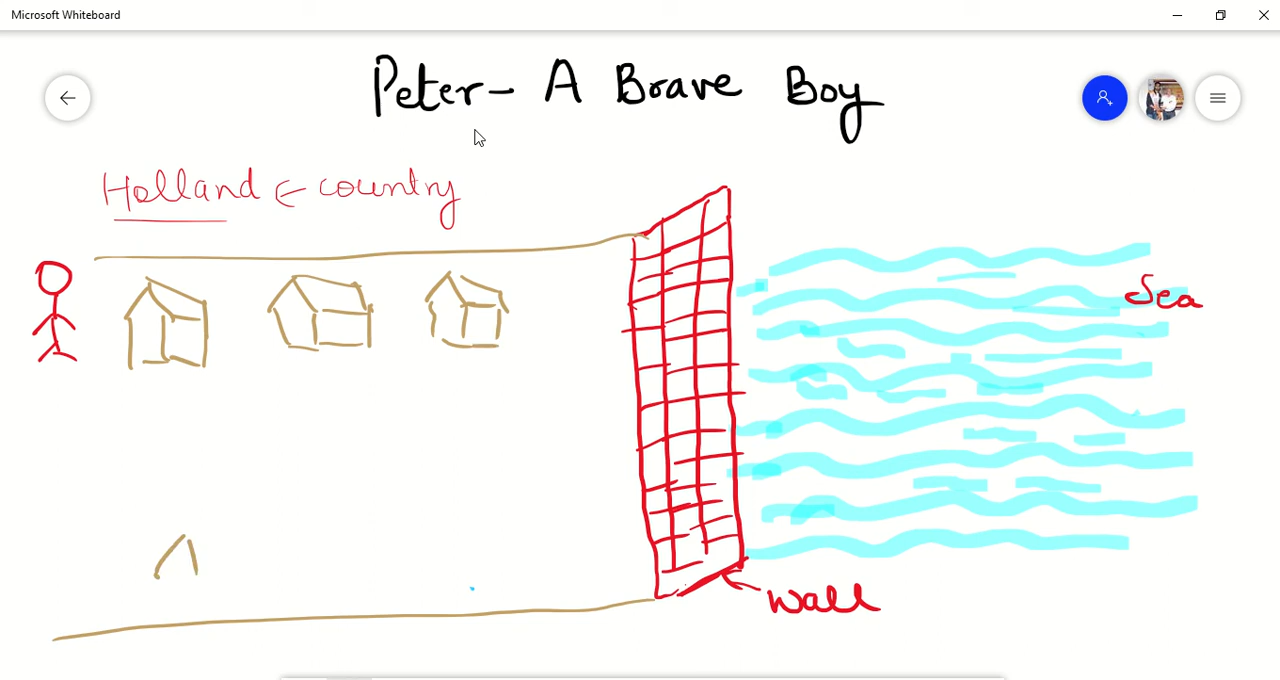 Microsoft Whiteboard
Peter- A Brave Boy
Holland ← country
Sea
Wall